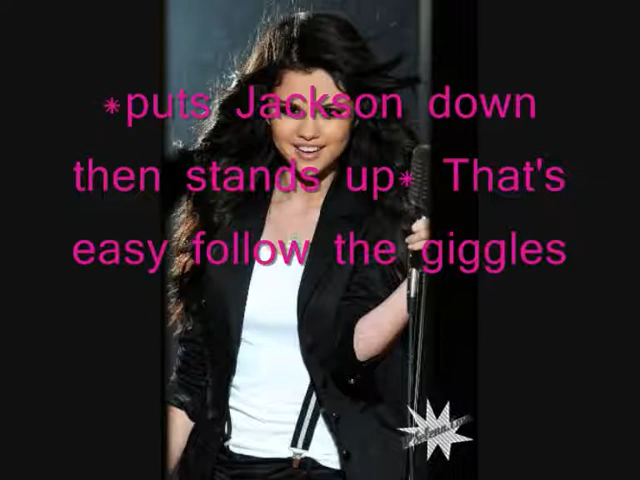 *puts Jackson down
then stands up* That's
easy follow the giggles